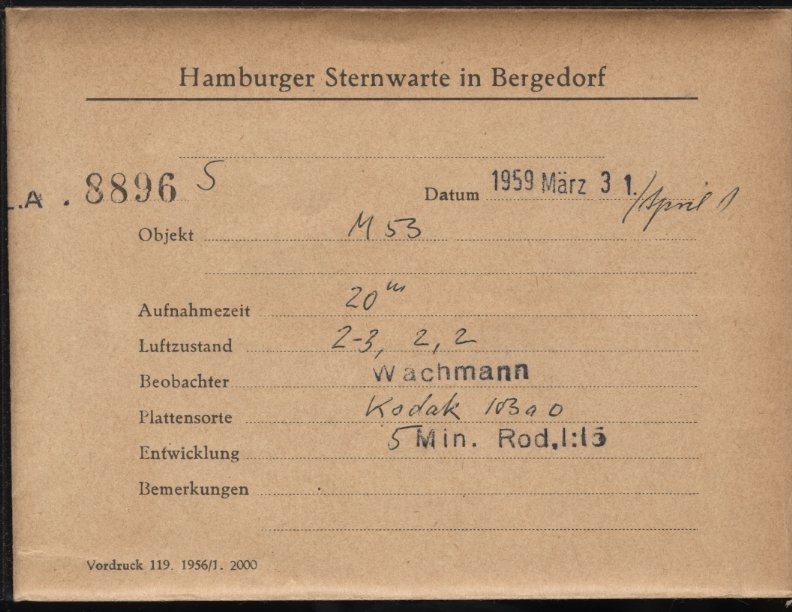 Hamburger Sternwarte in Bergedorf
.A . 8896 S
Datum 1959 März 3 1./April 1
Objekt M 53
Aufnahmezeit 20ᵐ
Luftzustand 2-3, 2, 2
Beobachter Wachmann
Plattensorte Kodak 103a O
Entwicklung 5 Min. Rod.1:15
Bemerkungen
Vordruck 119. 1956/1. 2000